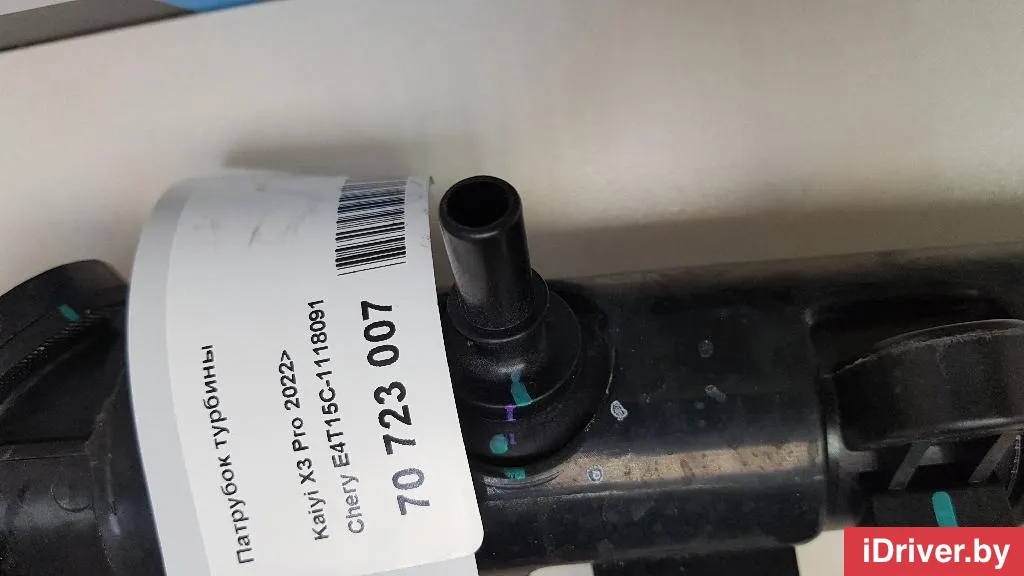 Патрубок турбины
Kaiyi X3 Pro 2022>
Chery E4T15C-1118091
70 723 007
iDriver.by